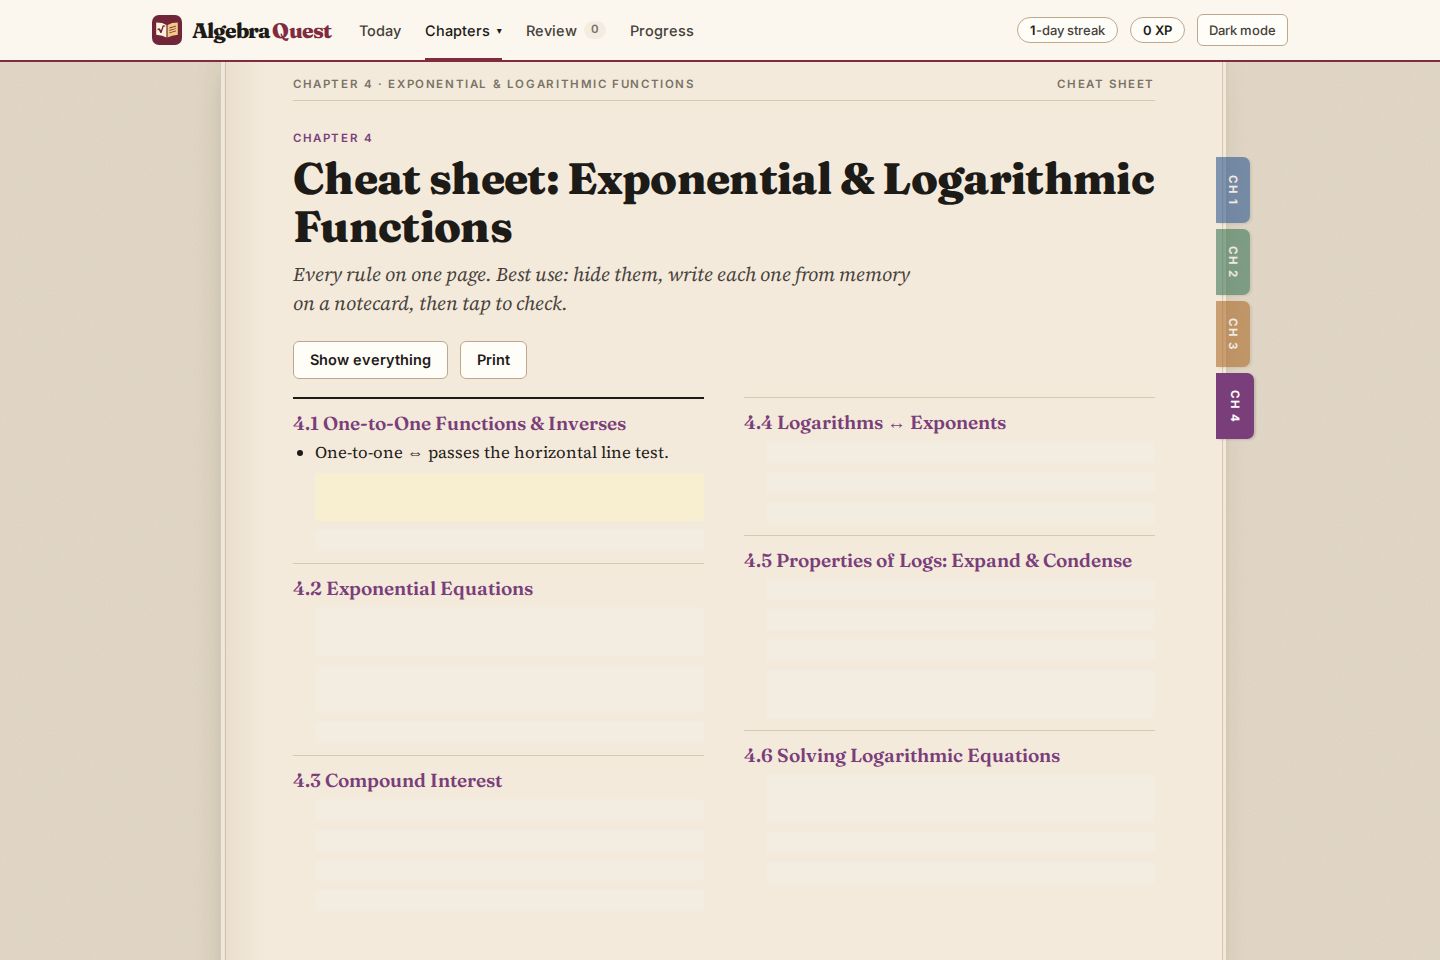 AlgebraQuest
Today
Chapters ▾
Review 0
Progress
1-day streak
0 XP
Dark mode
CHAPTER 4 · EXPONENTIAL & LOGARITHMIC FUNCTIONS
CHEAT SHEET
CHAPTER 4
Cheat sheet: Exponential & Logarithmic
Functions
Every rule on one page. Best use: hide them, write each one from memory
on a notecard, then tap to check.
Show everything
Print
4.1 One-to-One Functions & Inverses
• One-to-one ⇔ passes the horizontal line test.
4.2 Exponential Equations
4.3 Compound Interest
4.4 Logarithms ↔ Exponents
4.5 Properties of Logs: Expand & Condense
4.6 Solving Logarithmic Equations
CH 1
CH 2
CH 3
CH 4